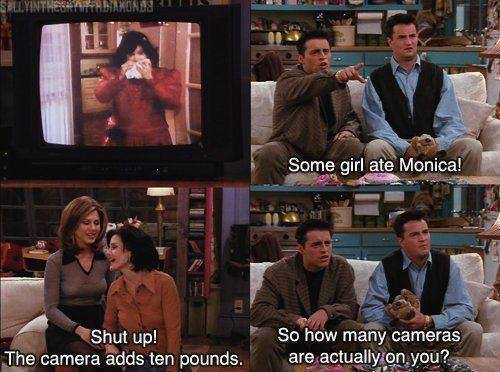 SALLYINTHESKYWITHDIAMONDS
Some girl ate Monica!
Shut up!
The camera adds ten pounds.
So how many cameras
are actually on you?